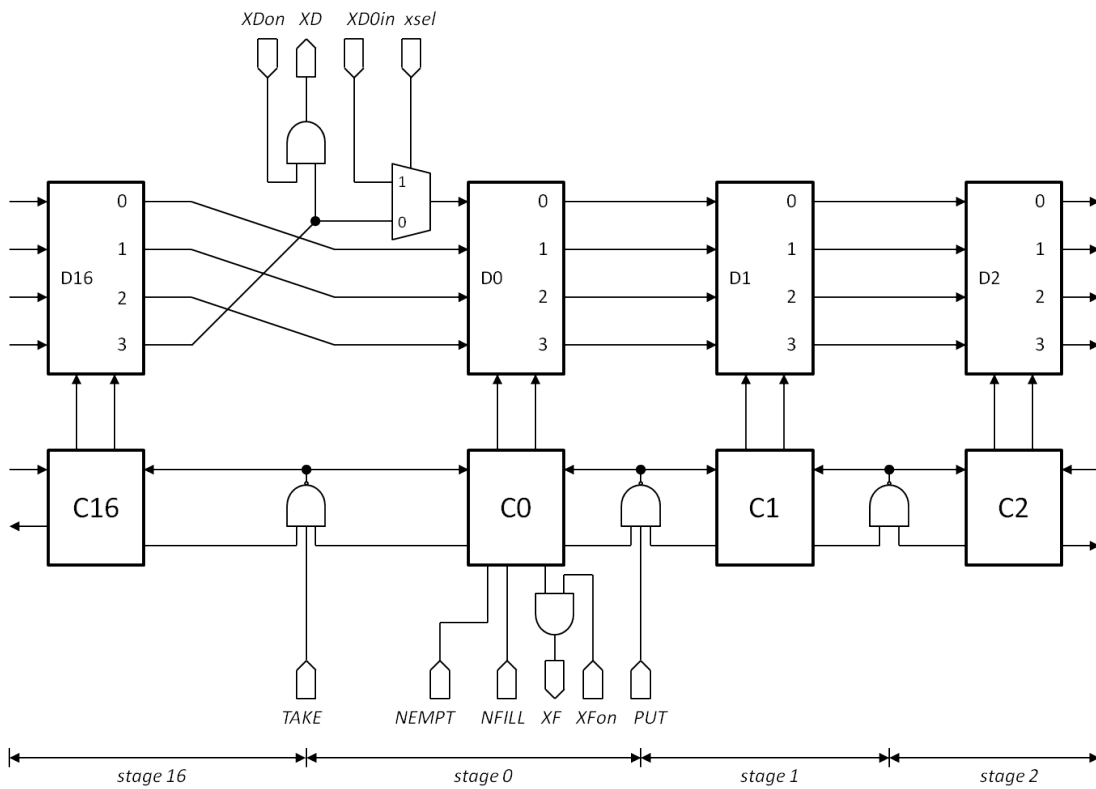 XDon XD XD0in xsel
1
0
D16 0 1 2 3
D0 0 1 2 3
D1 0 1 2 3
D2 0 1 2 3
C16 C0 C1 C2
TAKE NEMPT NFILL XF XFon PUT
stage 16 stage 0 stage 1 stage 2